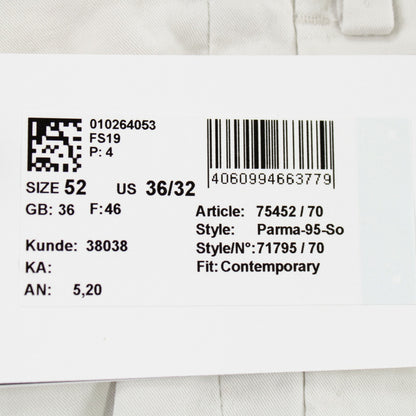 010264053
FS19
P: 4
4060994663779
SIZE 52 US 36/32
GB: 36 F: 46
Article: 75452 / 70
Style: Parma-95-So
Kunde: 38038
Style/N°: 71795 / 70
KA:
Fit: Contemporary
AN: 5,20